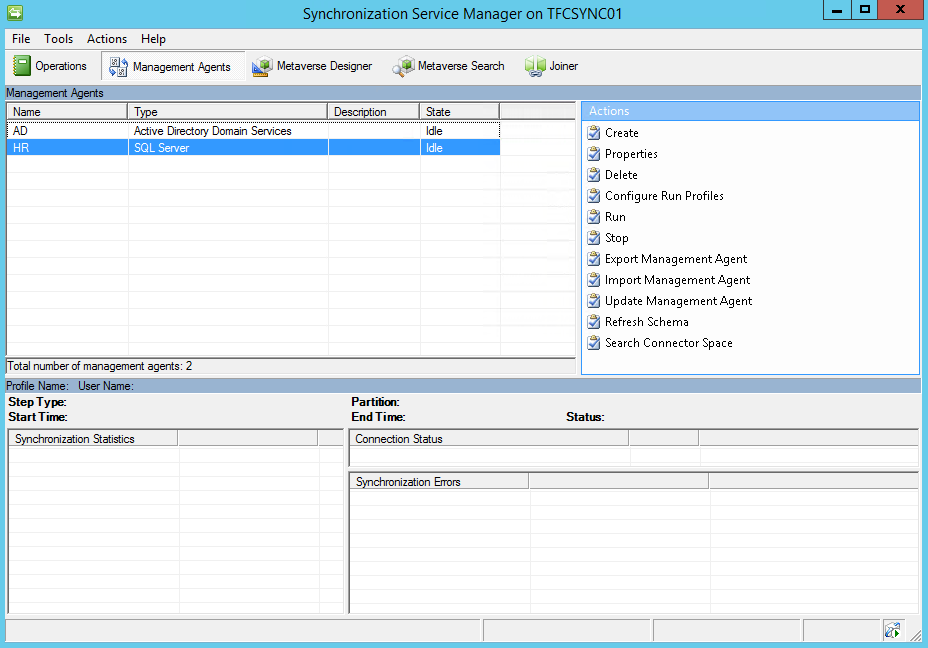 Synchronization Service Manager on TFCSYNC01
File Tools Actions Help
Operations Management Agents Metaverse Designer Metaverse Search Joiner
Management Agents
Name Type Description State
AD Active Directory Domain Services Idle
HR SQL Server Idle
Total number of management agents: 2
Actions
Create
Properties
Delete
Configure Run Profiles
Run
Stop
Export Management Agent
Import Management Agent
Update Management Agent
Refresh Schema
Search Connector Space
Profile Name: User Name:
Step Type: Partition:
Start Time: End Time: Status:
Synchronization Statistics
Connection Status
Synchronization Errors